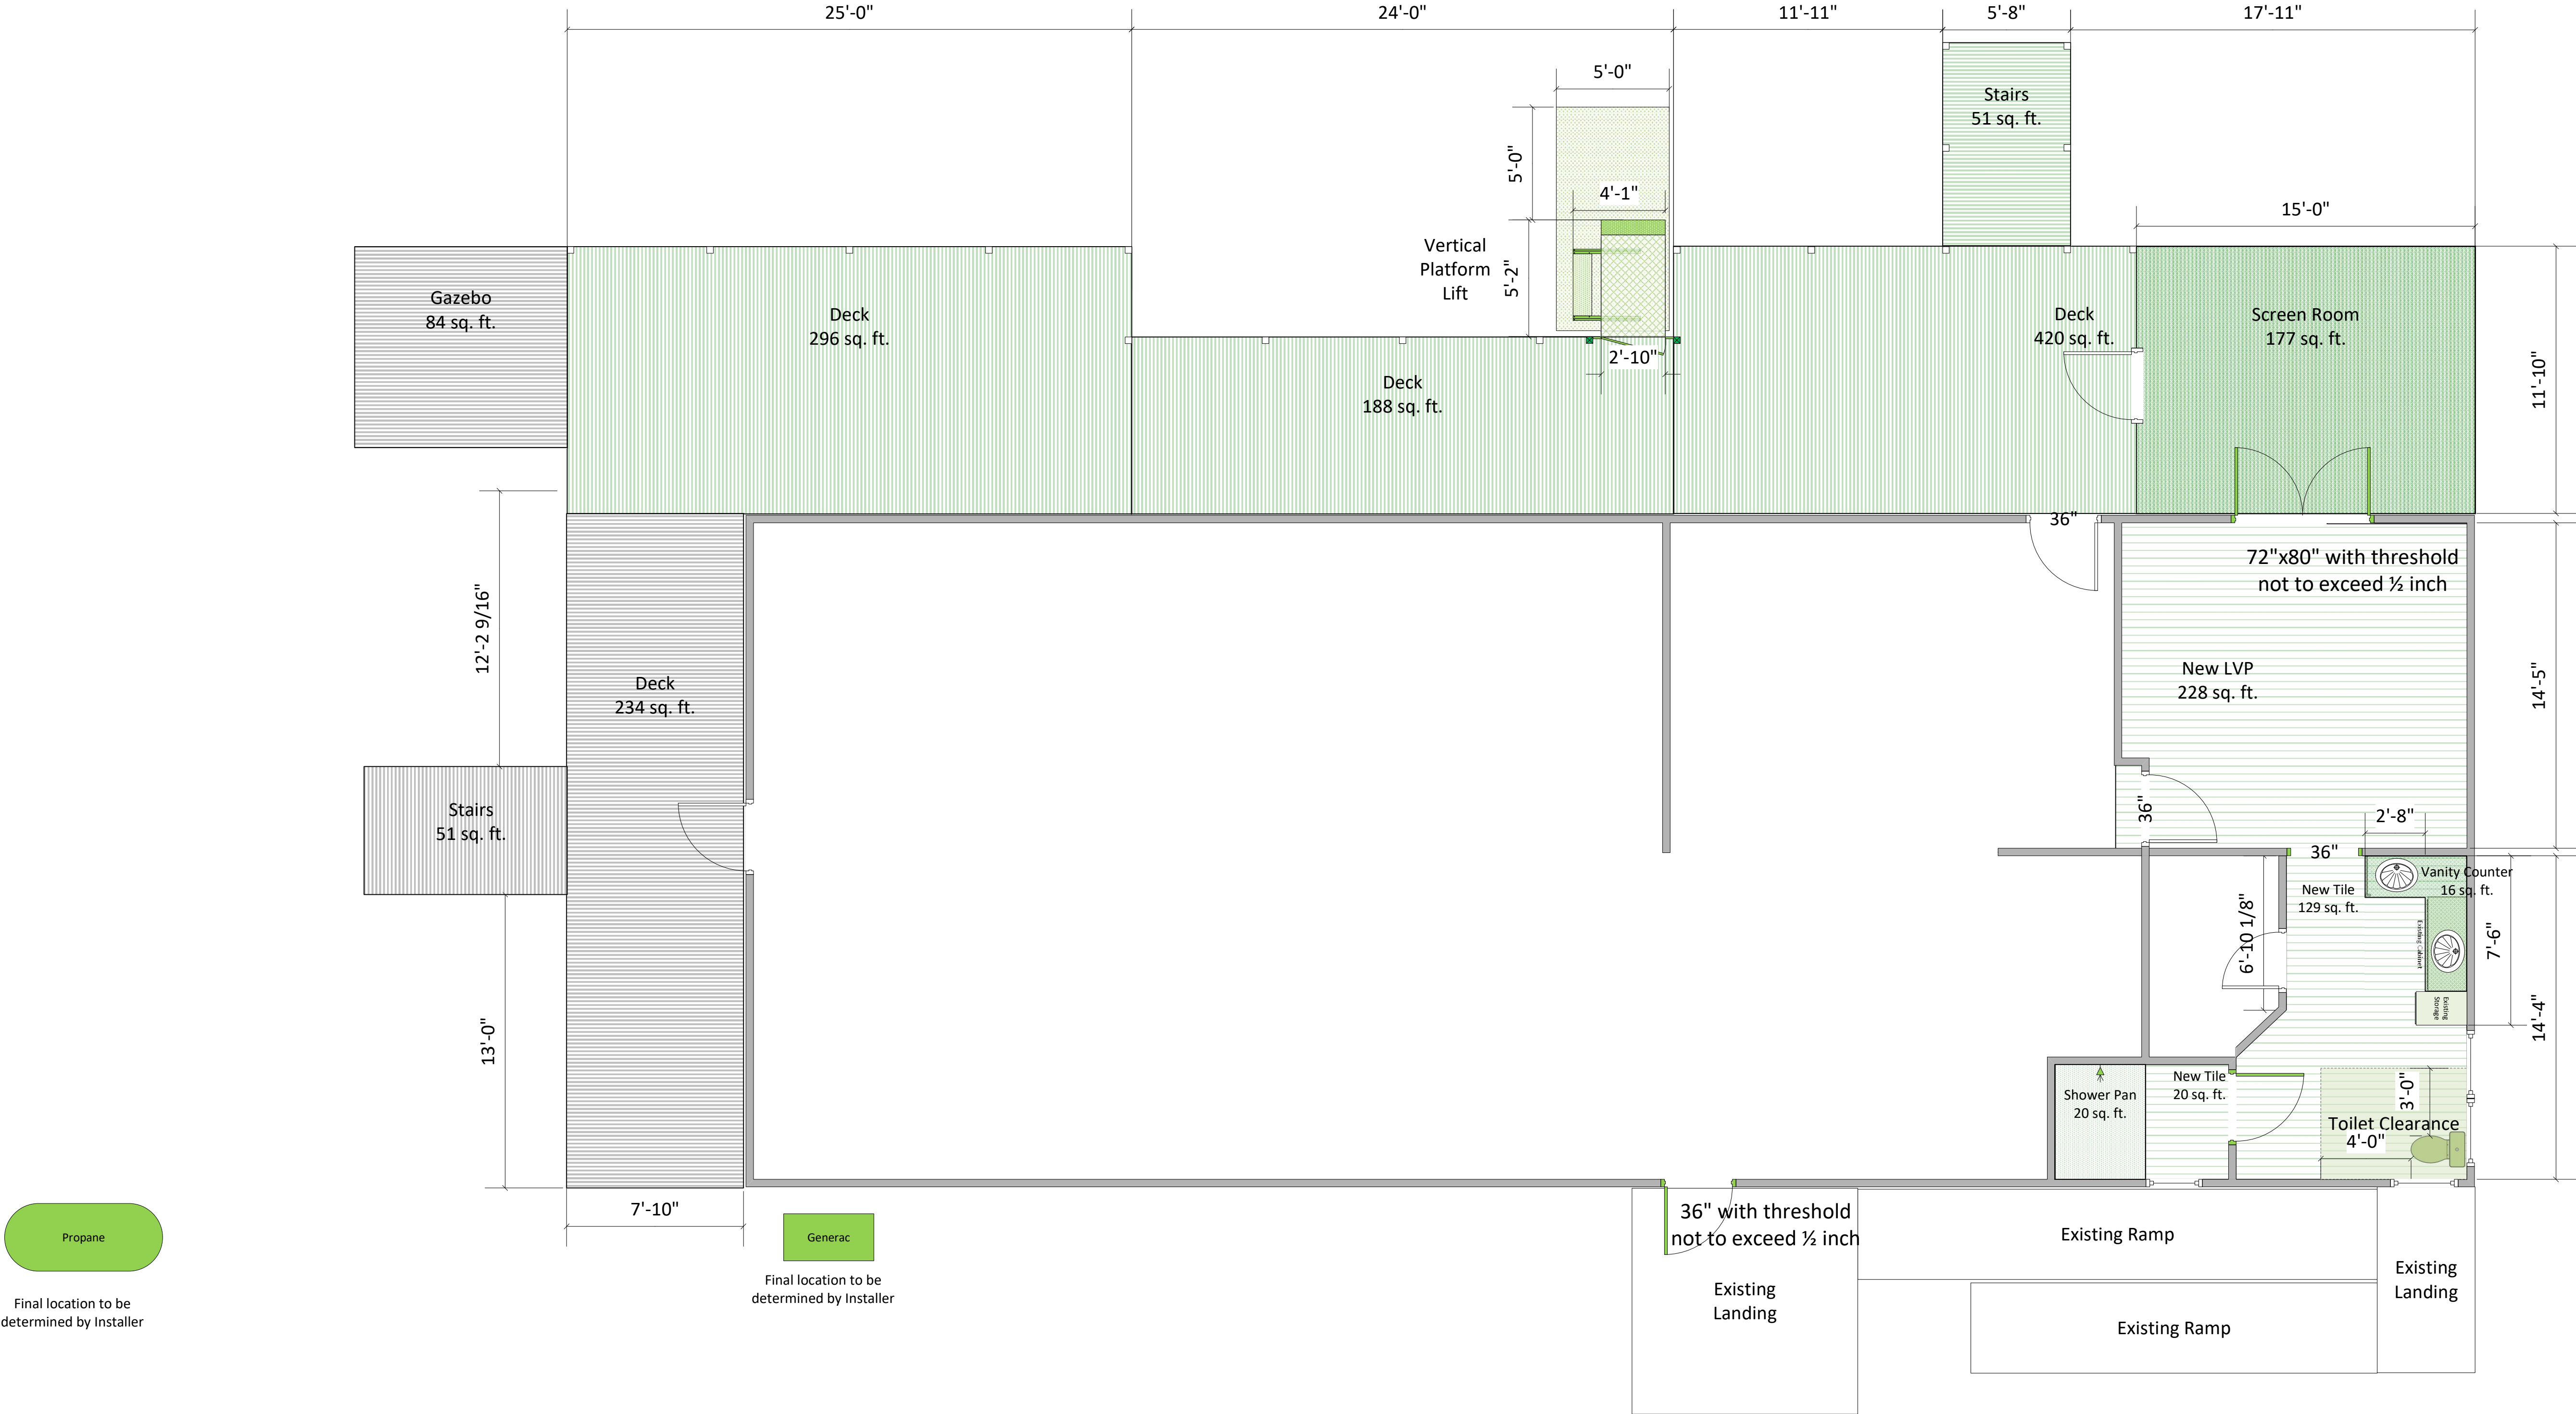 25'-0"
24'-0"
11'-11"
5'-8"
17'-11"
5'-0"
Stairs
51 sq. ft.
5'-0"
4'-1"
15'-0"
Vertical
Platform
Lift
5'-2"
Gazebo
84 sq. ft.
Deck
296 sq. ft.
Deck
420 sq. ft.
Screen Room
177 sq. ft.
2'-10"
11'-10"
Deck
188 sq. ft.
36"
72"x80" with threshold
not to exceed ½ inch
12'-2 9/16"
Deck
234 sq. ft.
New LVP
228 sq. ft.
14'-5"
Stairs
51 sq. ft.
36"
2'-8"
36"
Vanity Counter
16 sq. ft.
New Tile
129 sq. ft.
6'-10 1/8"
Existing Cabinet
7'-6"
Existing
Storage
14'-4"
13'-0"
New Tile
20 sq. ft.
Shower Pan
20 sq. ft.
3'-0"
Toilet Clearance
4'-0"
7'-10"
Propane
Final location to be
determined by Installer
Generac
Final location to be
determined by Installer
36" with threshold
not to exceed ½ inch
Existing
Landing
Existing Ramp
Existing
Landing
Existing Ramp